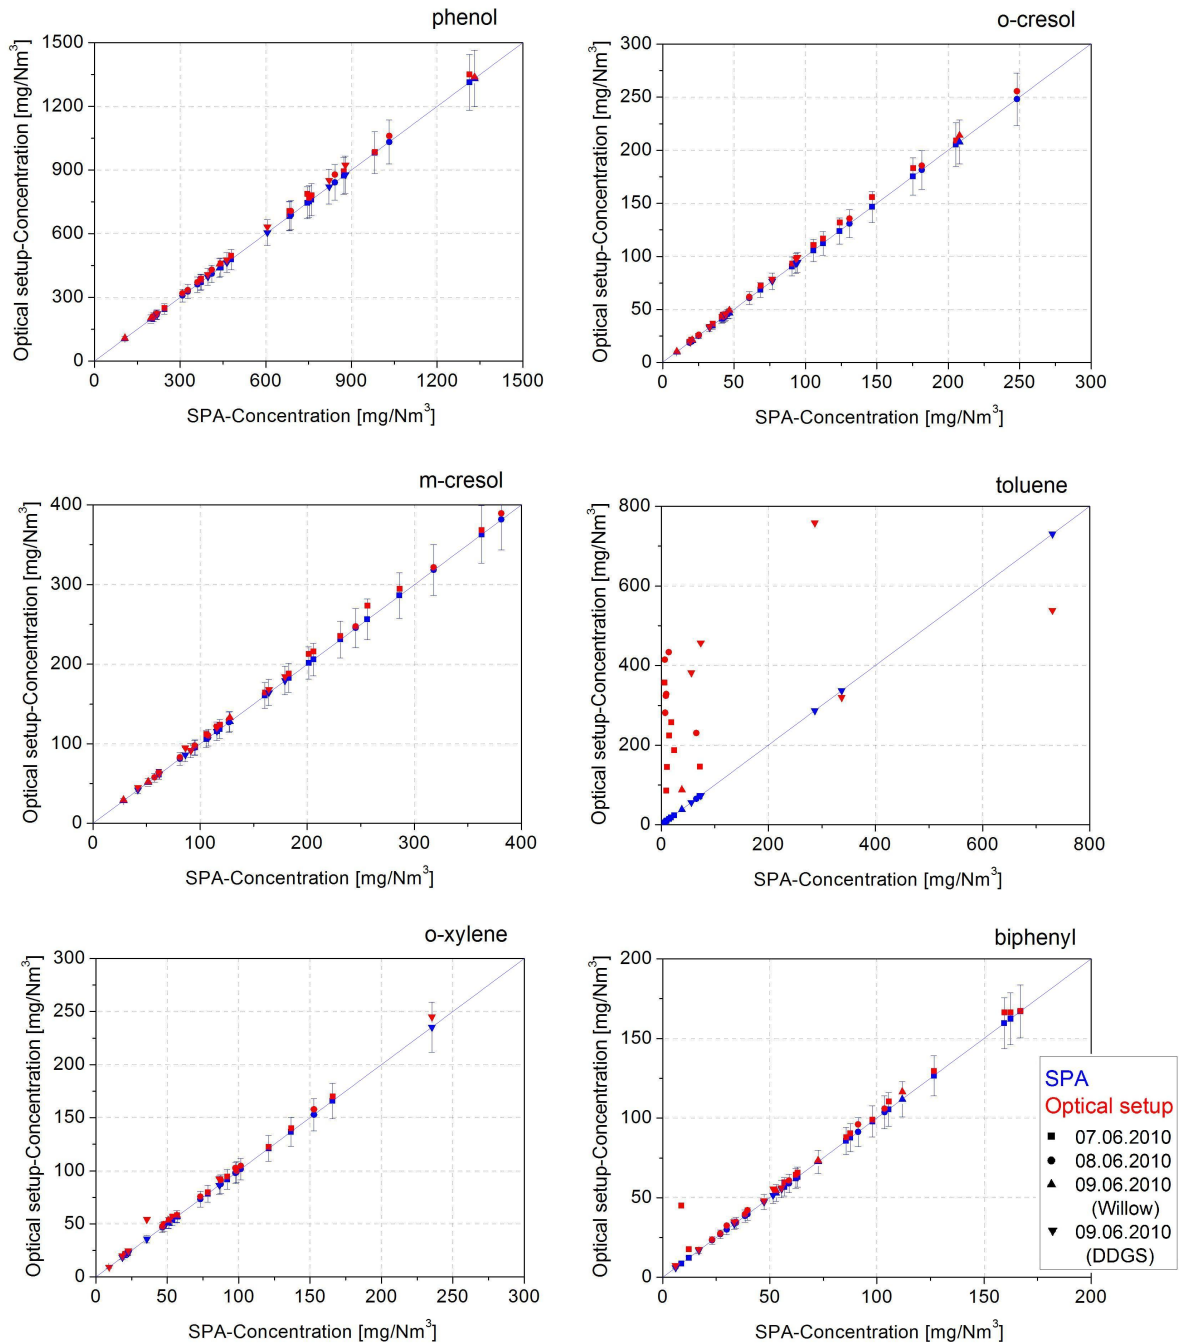 phenol
Optical setup-Concentration [mg/Nm³]
1500
1200
900
600
300
0
0 300 600 900 1200 1500
SPA-Concentration [mg/Nm³]
o-cresol
Optical setup-Concentration [mg/Nm³]
300
250
200
150
100
50
0
0 50 100 150 200 250 300
SPA-Concentration [mg/Nm³]
m-cresol
Optical setup-Concentration [mg/Nm³]
400
300
200
100
0
0 100 200 300 400
SPA-Concentration [mg/Nm³]
toluene
Optical setup-Concentration [mg/Nm³]
800
600
400
200
0
0 200 400 600 800
SPA-Concentration [mg/Nm³]
o-xylene
Optical setup-Concentration [mg/Nm³]
300
250
200
150
100
50
0
0 50 100 150 200 250 300
SPA-Concentration [mg/Nm³]
biphenyl
Optical setup-Concentration [mg/Nm³]
200
150
100
50
0
0 50 100 150 200
SPA-Concentration [mg/Nm³]
SPA
Optical setup
07.06.2010
08.06.2010
09.06.2010
(Willow)
09.06.2010
(DDGS)